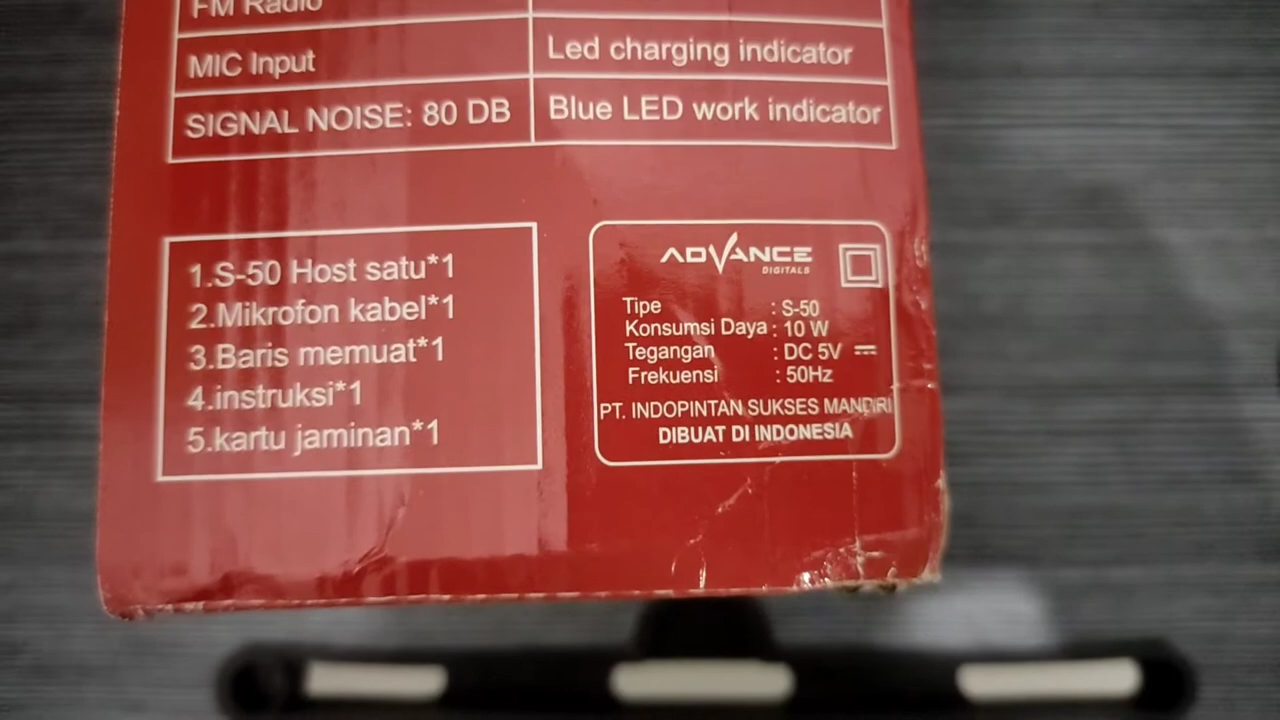 FM Radio
MIC Input
Led charging indicator
SIGNAL NOISE: 80 DB
Blue LED work indicator
1.S-50 Host satu*1
2.Mikrofon kabel*1
3.Baris memuat*1
4.instruksi*1
5.kartu jaminan*1
ADVANCE
DIGITALS
Tipe : S-50
Konsumsi Daya : 10 W
Tegangan : DC 5V ⎓
Frekuensi : 50Hz
PT. INDOPINTAN SUKSES MANDIRI
DIBUAT DI INDONESIA